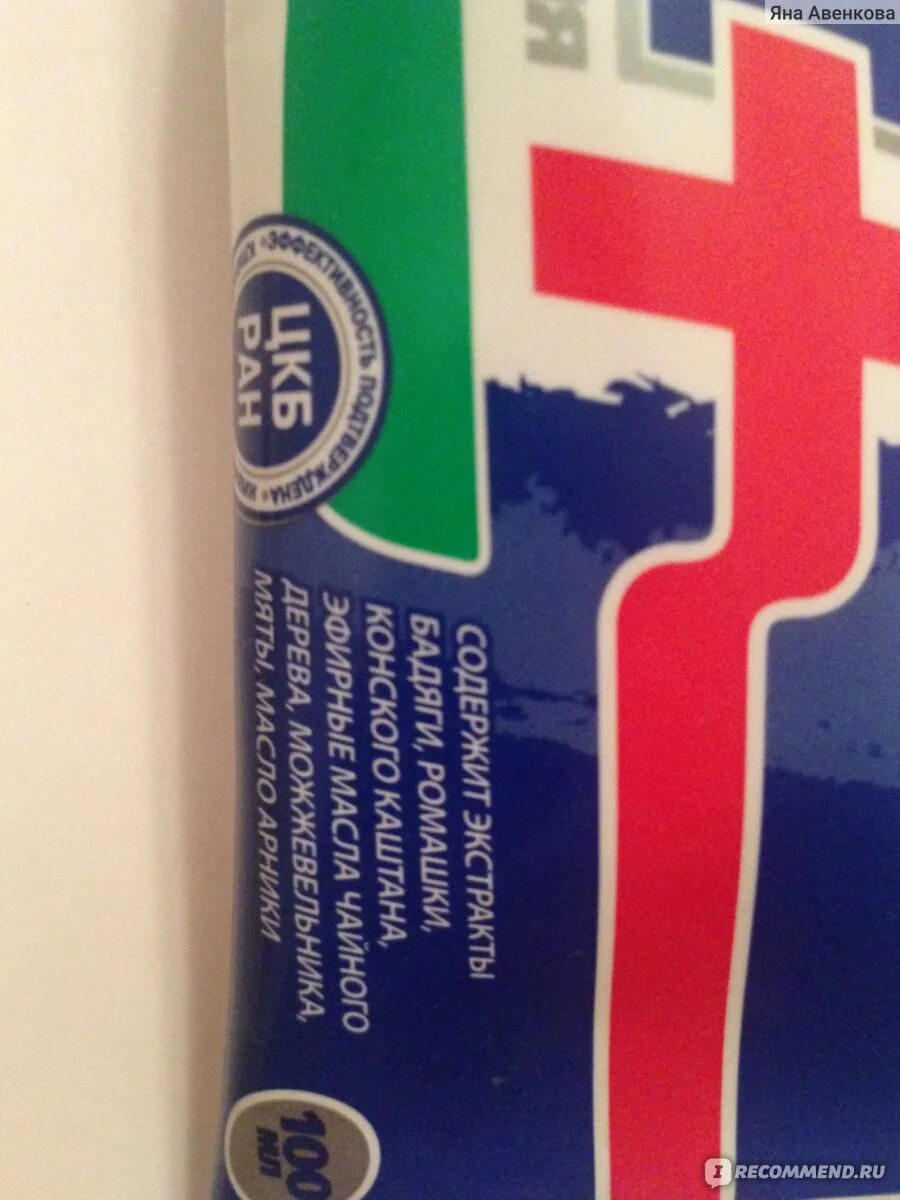 Яна Авенкова
ЭФФЕКТИВНОСТЬ ПОДТВЕРЖДЕНА
ЦКБ
РАН
СОДЕРЖИТ ЭКСТРАКТЫ
БАДЯГИ, РОМАШКИ,
КОНСКОГО КАШТАНА,
ЭФИРНЫЕ МАСЛА ЧАЙНОГО
ДЕРЕВА, МОЖЖЕВЕЛЬНИКА,
МЯТЫ, МАСЛО АРНИКИ
100
МЛ
IRECOMMEND.RU